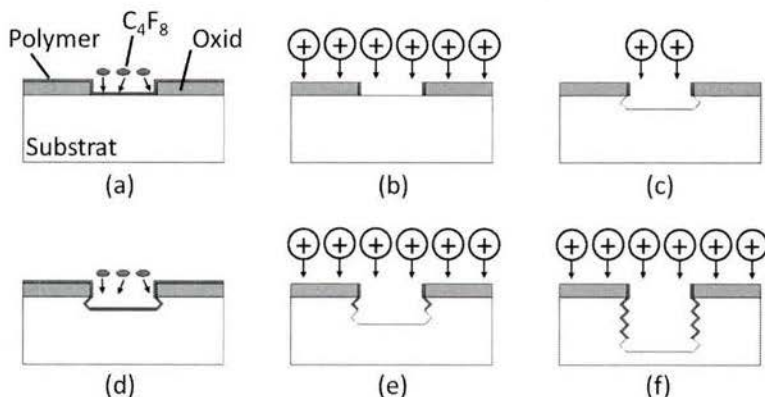 C₄F₈
Polymer Oxid
Substrat
(a) (b) (c)
(d) (e) (f)